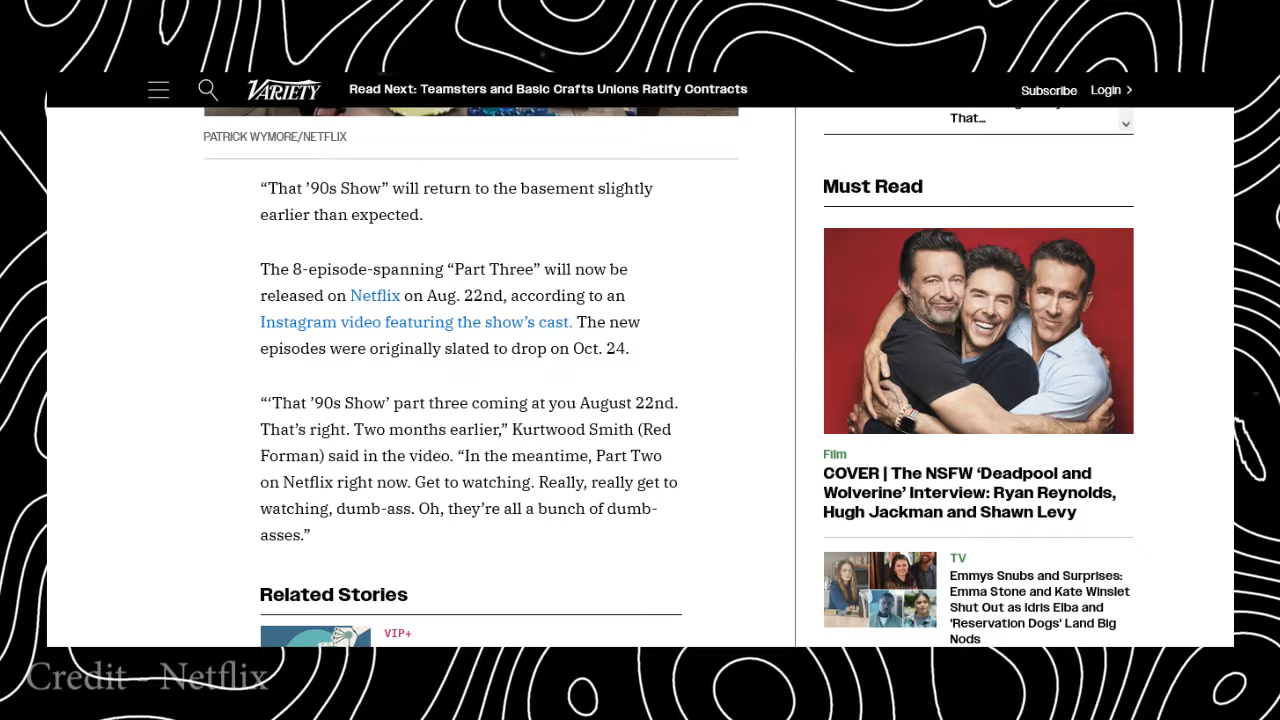 VARIETY
Read Next: Teamsters and Basic Crafts Unions Ratify Contracts
Subscribe
Login
PATRICK WYMORE/NETFLIX
“That ’90s Show” will return to the basement slightly
earlier than expected.
The 8-episode-spanning “Part Three” will now be
released on Netflix on Aug. 22nd, according to an
Instagram video featuring the show’s cast. The new
episodes were originally slated to drop on Oct. 24.
“‘That ’90s Show’ part three coming at you August 22nd.
That’s right. Two months earlier,” Kurtwood Smith (Red
Forman) said in the video. “In the meantime, Part Two
on Netflix right now. Get to watching. Really, really get to
watching, dumb-ass. Oh, they’re all a bunch of dumb-
asses.”
Related Stories
VIP+
That…
Must Read
Film
COVER | The NSFW ‘Deadpool and
Wolverine’ Interview: Ryan Reynolds,
Hugh Jackman and Shawn Levy
TV
Emmys Snubs and Surprises:
Emma Stone and Kate Winslet
Shut Out as Idris Elba and
'Reservation Dogs' Land Big
Nods
Credit - Netflix